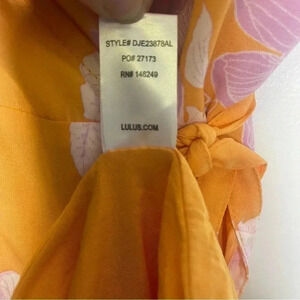 STYLE# DJE23878AL
PO# 27173
RN# 148249
LULUS.COM